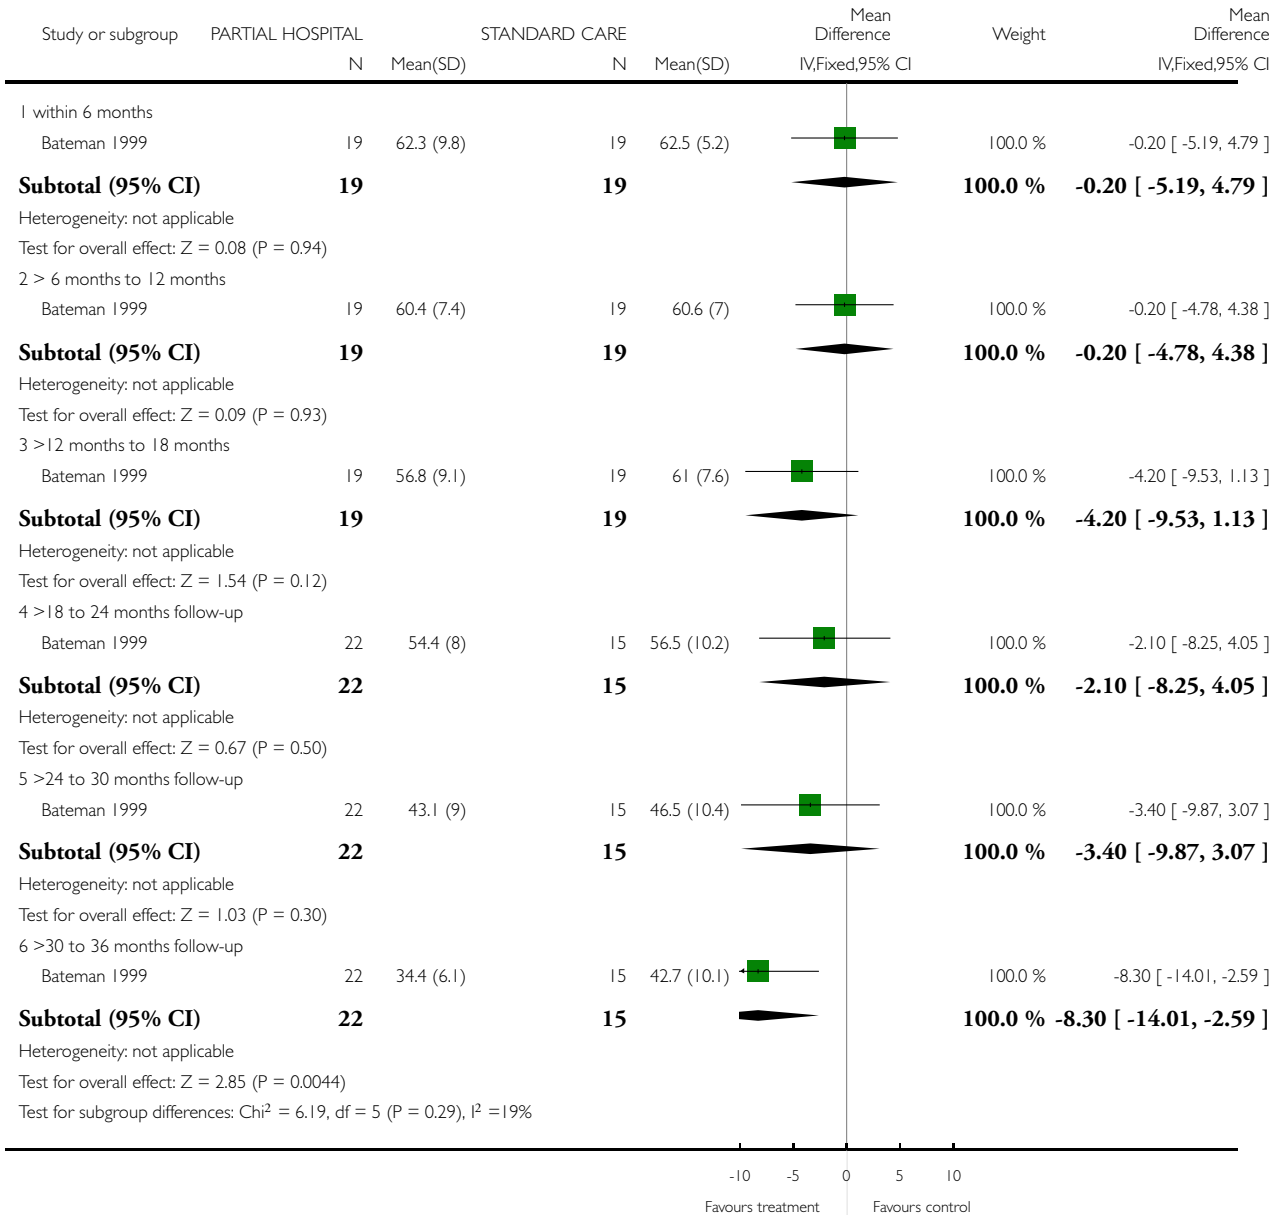 Study or subgroup PARTIAL HOSPITAL STANDARD CARE Mean Difference Weight Mean Difference
N Mean(SD) N Mean(SD) IV,Fixed,95% CI IV,Fixed,95% CI
1 within 6 months
Bateman 1999 19 62.3 (9.8) 19 62.5 (5.2) 100.0 % -0.20 [ -5.19, 4.79 ]
Subtotal (95% CI) 19 19 100.0 % -0.20 [ -5.19, 4.79 ]
Heterogeneity: not applicable
Test for overall effect: Z = 0.08 (P = 0.94)
2 > 6 months to 12 months
Bateman 1999 19 60.4 (7.4) 19 60.6 (7) 100.0 % -0.20 [ -4.78, 4.38 ]
Subtotal (95% CI) 19 19 100.0 % -0.20 [ -4.78, 4.38 ]
Heterogeneity: not applicable
Test for overall effect: Z = 0.09 (P = 0.93)
3 >12 months to 18 months
Bateman 1999 19 56.8 (9.1) 19 61 (7.6) 100.0 % -4.20 [ -9.53, 1.13 ]
Subtotal (95% CI) 19 19 100.0 % -4.20 [ -9.53, 1.13 ]
Heterogeneity: not applicable
Test for overall effect: Z = 1.54 (P = 0.12)
4 >18 to 24 months follow-up
Bateman 1999 22 54.4 (8) 15 56.5 (10.2) 100.0 % -2.10 [ -8.25, 4.05 ]
Subtotal (95% CI) 22 15 100.0 % -2.10 [ -8.25, 4.05 ]
Heterogeneity: not applicable
Test for overall effect: Z = 0.67 (P = 0.50)
5 >24 to 30 months follow-up
Bateman 1999 22 43.1 (9) 15 46.5 (10.4) 100.0 % -3.40 [ -9.87, 3.07 ]
Subtotal (95% CI) 22 15 100.0 % -3.40 [ -9.87, 3.07 ]
Heterogeneity: not applicable
Test for overall effect: Z = 1.03 (P = 0.30)
6 >30 to 36 months follow-up
Bateman 1999 22 34.4 (6.1) 15 42.7 (10.1) 100.0 % -8.30 [ -14.01, -2.59 ]
Subtotal (95% CI) 22 15 100.0 % -8.30 [ -14.01, -2.59 ]
Heterogeneity: not applicable
Test for overall effect: Z = 2.85 (P = 0.0044)
Test for subgroup differences: Chi² = 6.19, df = 5 (P = 0.29), I² =19%
-10 -5 0 5 10
Favours treatment Favours control